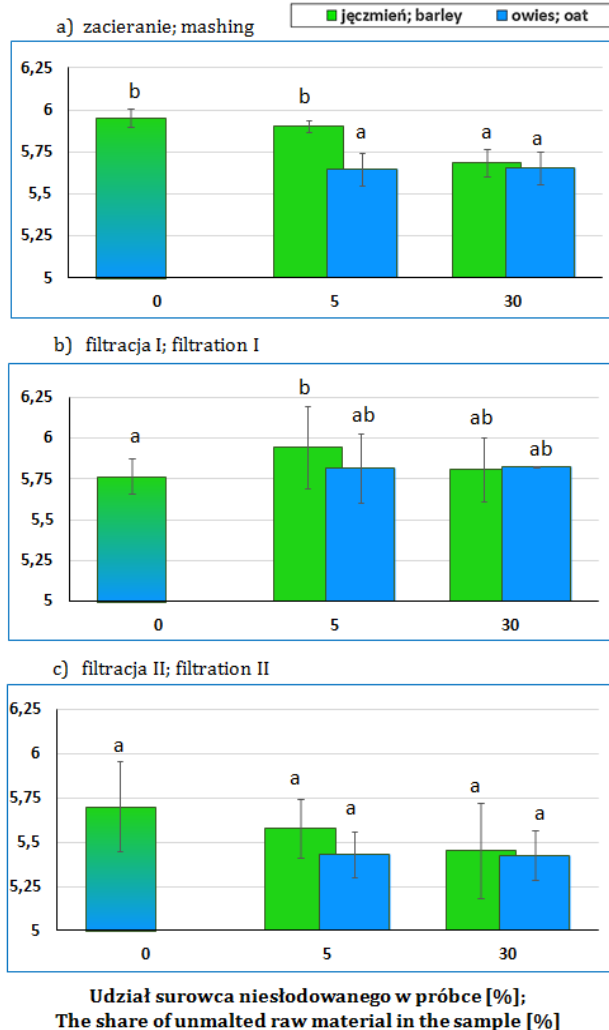 jęczmień; barley owies; oat
a) zacieranie; mashing
6,25
6
5,75
5,5
5,25
5
b b a a a
0 5 30
b) filtracja I; filtration I
6,25
6
5,75
5,5
5,25
5
a b ab ab ab
0 5 30
c) filtracja II; filtration II
6,25
6
5,75
5,5
5,25
5
a a a a a
0 5 30
Udział surowca niesłodowanego w próbce [%];
The share of unmalted raw material in the sample [%]